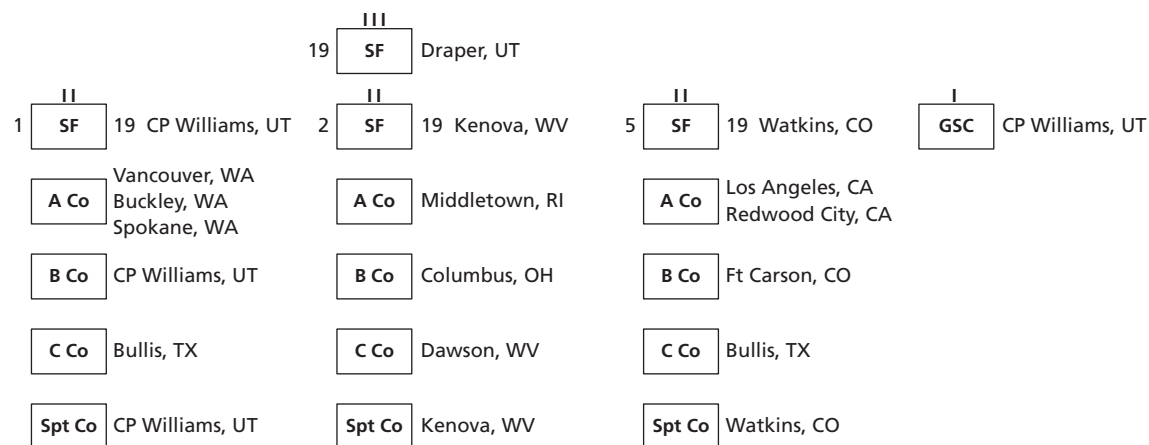 III
19 SF Draper, UT
II II II I
1 SF 19 CP Williams, UT 2 SF 19 Kenova, WV 5 SF 19 Watkins, CO GSC CP Williams, UT
A Co Vancouver, WA
Buckley, WA
Spokane, WA
A Co Middletown, RI
A Co Los Angeles, CA
Redwood City, CA
B Co CP Williams, UT B Co Columbus, OH B Co Ft Carson, CO
C Co Bullis, TX C Co Dawson, WV C Co Bullis, TX
Spt Co CP Williams, UT Spt Co Kenova, WV Spt Co Watkins, CO